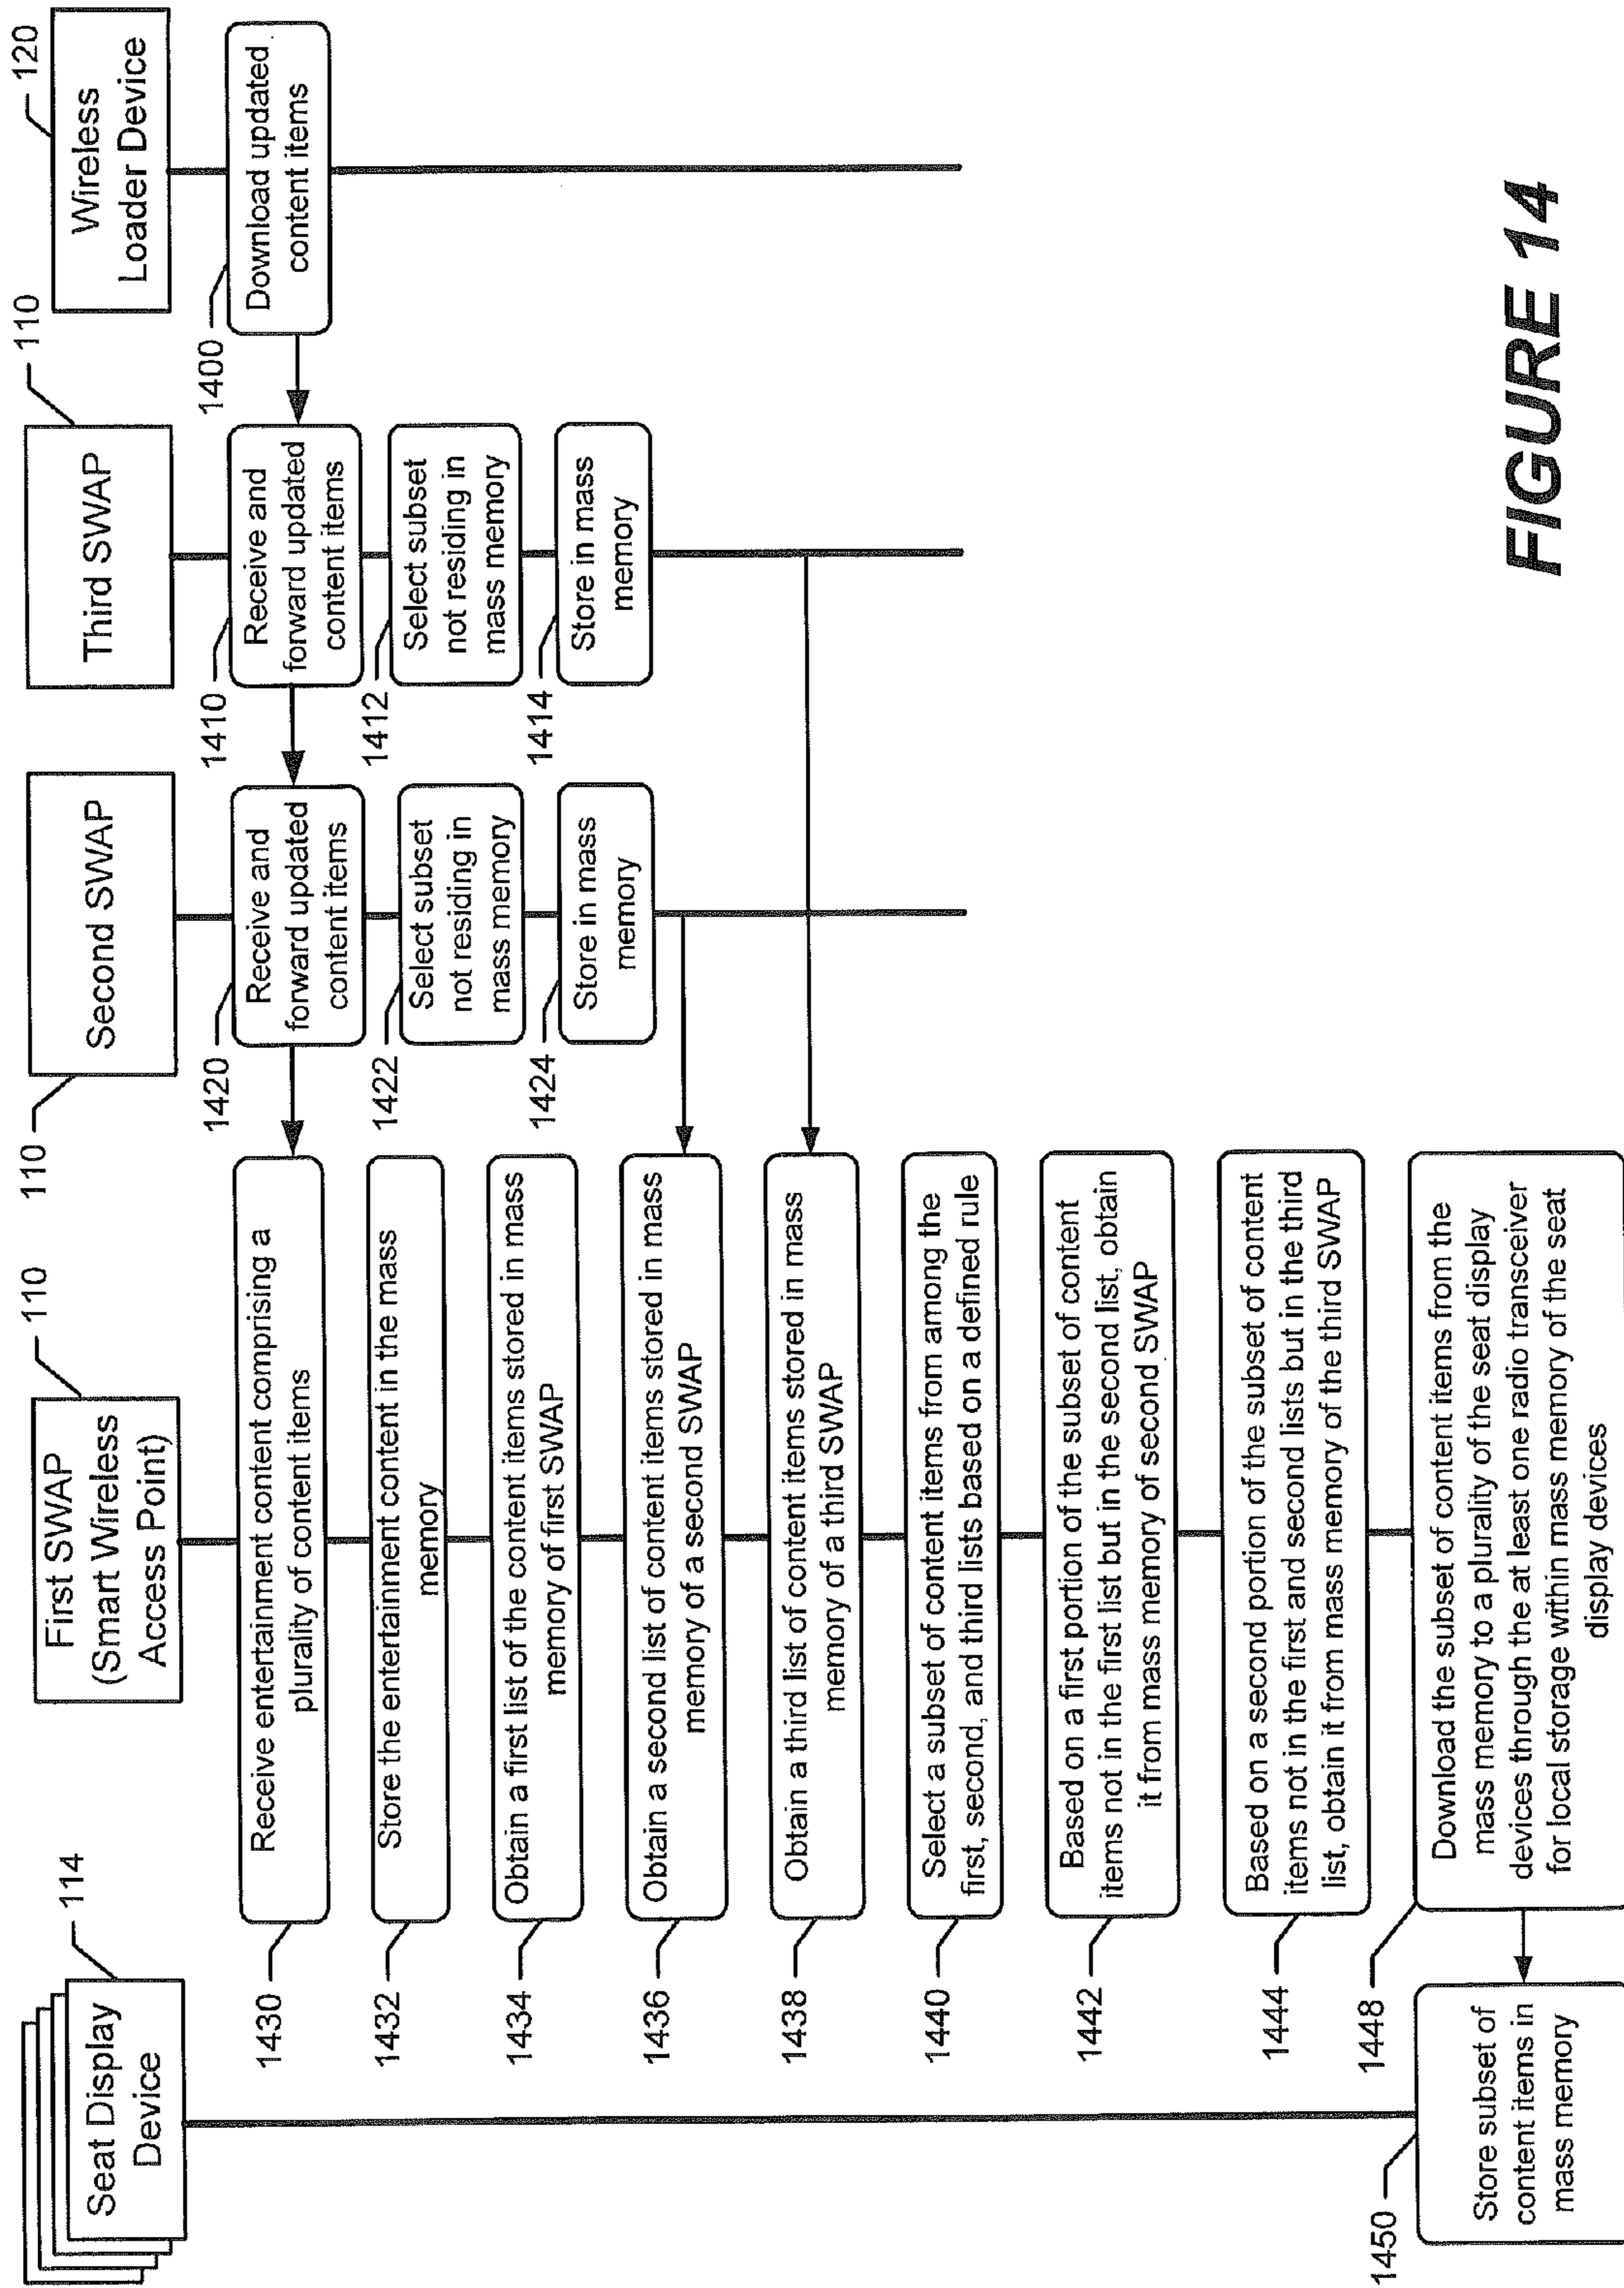 Seat Display
Device
114
First SWAP
(Smart Wireless
Access Point)
110
Second SWAP
110
Third SWAP
110
Wireless
Loader Device
120
Download updated
content items
1400
Receive and
forward updated
content items
1410
Select subset
not residing in
mass memory
1412
Store in mass
memory
1414
Receive and
forward updated
content items
1420
Select subset
not residing in
mass memory
1422
Store in mass
memory
1424
Receive entertainment content comprising a
plurality of content items
1430
Store the entertainment content in the mass
memory
1432
Obtain a first list of the content items stored in mass
memory of first SWAP
1434
Obtain a second list of content items stored in mass
memory of a second SWAP
1436
Obtain a third list of content items stored in mass
memory of a third SWAP
1438
Select a subset of content items from among the
first, second, and third lists based on a defined rule
1440
Based on a first portion of the subset of content
items not in the first list but in the second list, obtain
it from mass memory of second SWAP
1442
Based on a second portion of the subset of content
items not in the first and second lists but in the third
list, obtain it from mass memory of the third SWAP
1444
Download the subset of content items from the
mass memory to a plurality of the seat display
devices through the at least one radio transceiver
for local storage within mass memory of the seat
display devices
1448
Store subset of
content items in
mass memory
1450
FIGURE 14